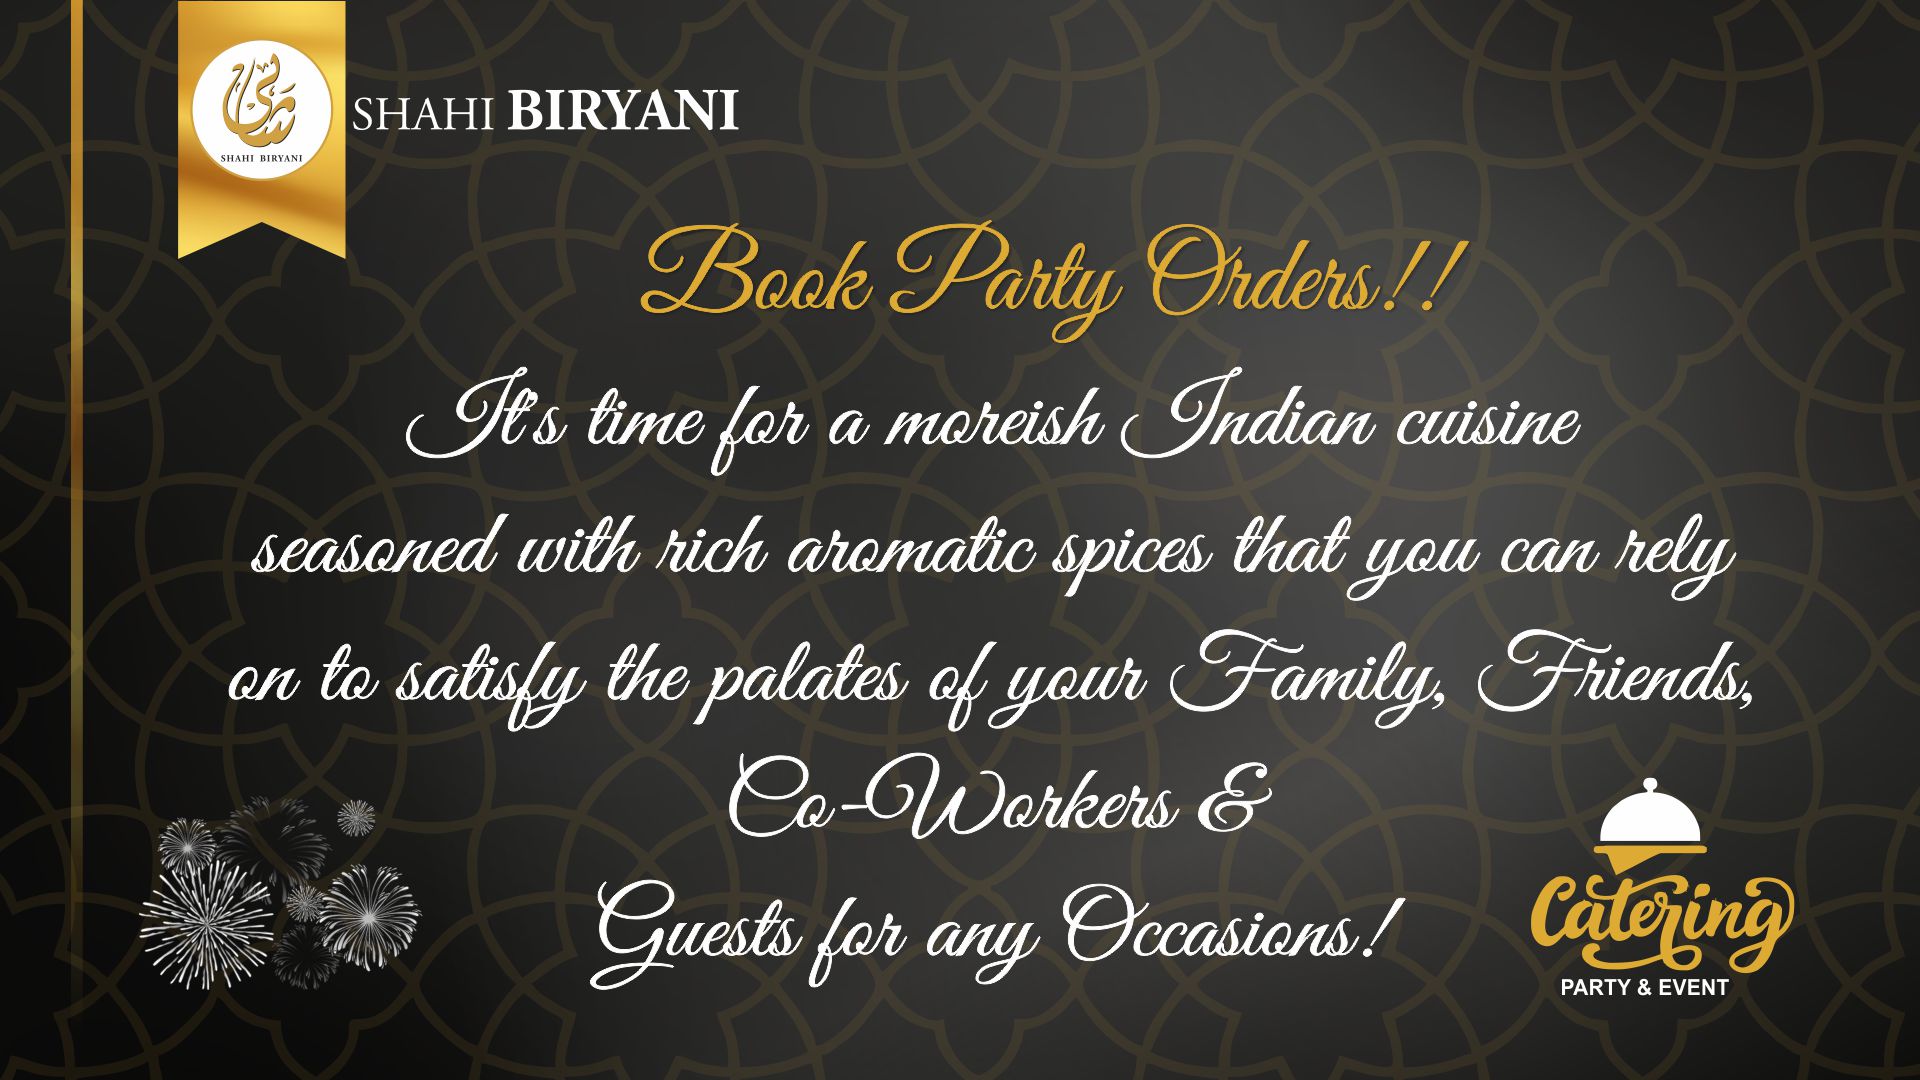 SHAHI BIRYANI
SHAHI BIRYANI
Book Party Orders!!
It's time for a moreish Indian cuisine
seasoned with rich aromatic spices that you can rely
on to satisfy the palates of your Family, Friends,
Co-Workers &
Guests for any Occasions!
Catering
PARTY & EVENT